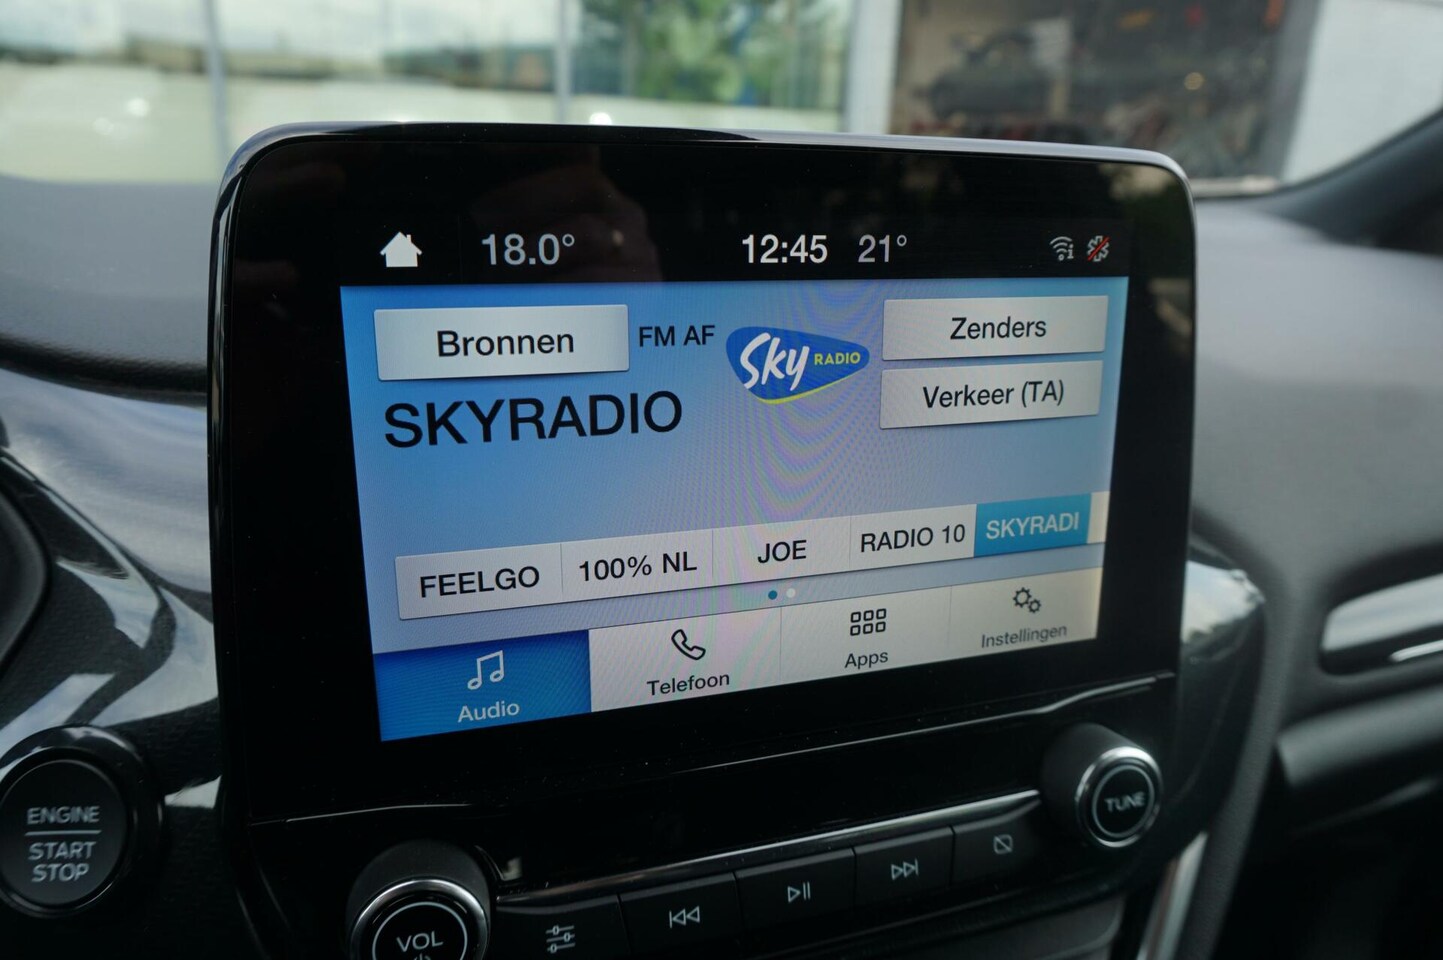 18.0°
12:45
21°
Bronnen
FM AF
Sky RADIO
Zenders
Verkeer (TA)
SKYRADIO
FEELGO
100% NL
JOE
RADIO 10
SKYRADI
Audio
Telefoon
Apps
Instellingen
ENGINE
START
STOP
VOL
TUNE